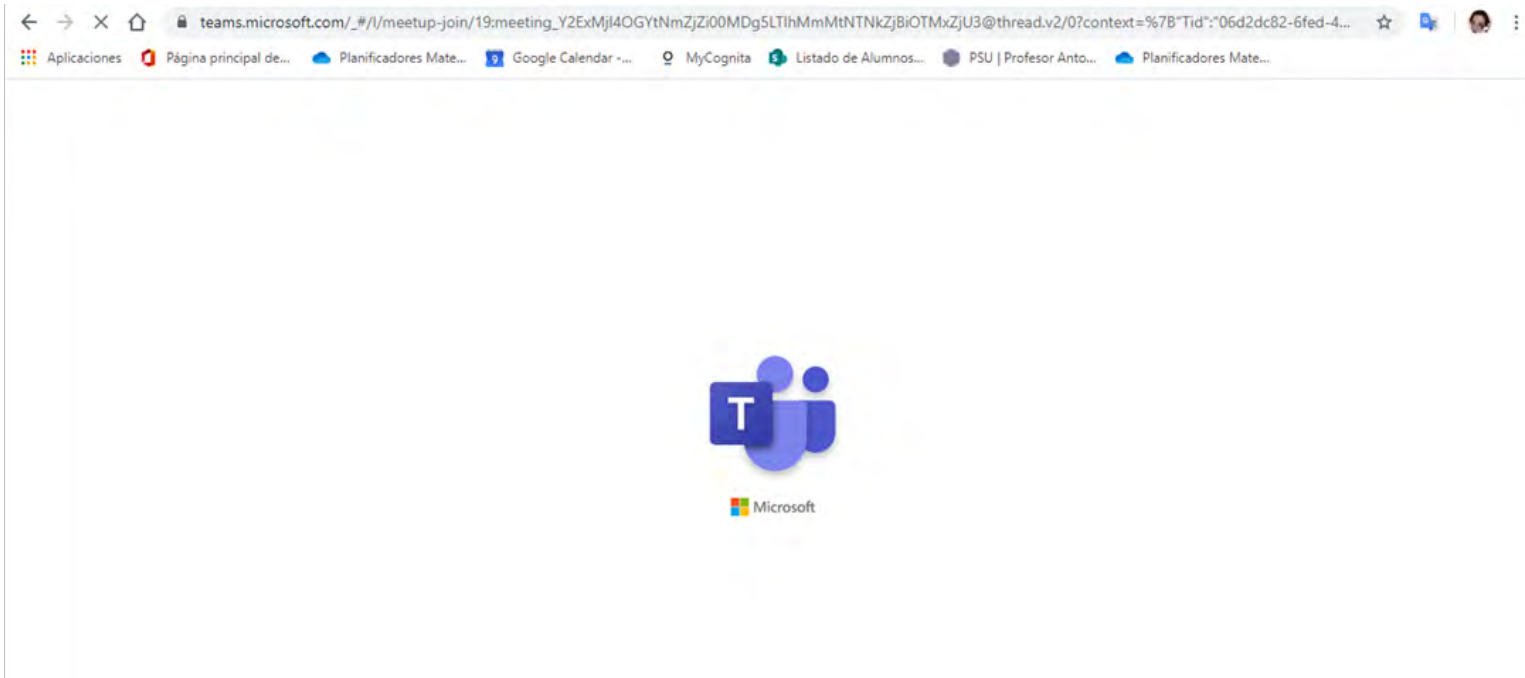 teams.microsoft.com/_#/l/meetup-join/19:meeting_Y2ExMjI4OGYtNmZjZi00MDg5LTlhMmMtNTNkZjBiOTMxZjU3@thread.v2/0?context=%7B"Tid":"06d2dc82-6fed-4...
Aplicaciones Página principal de... Planificadores Mate... 9 Google Calendar -... MyCognita S Listado de Alumnos... PSU | Profesor Anto... Planificadores Mate...
T
Microsoft